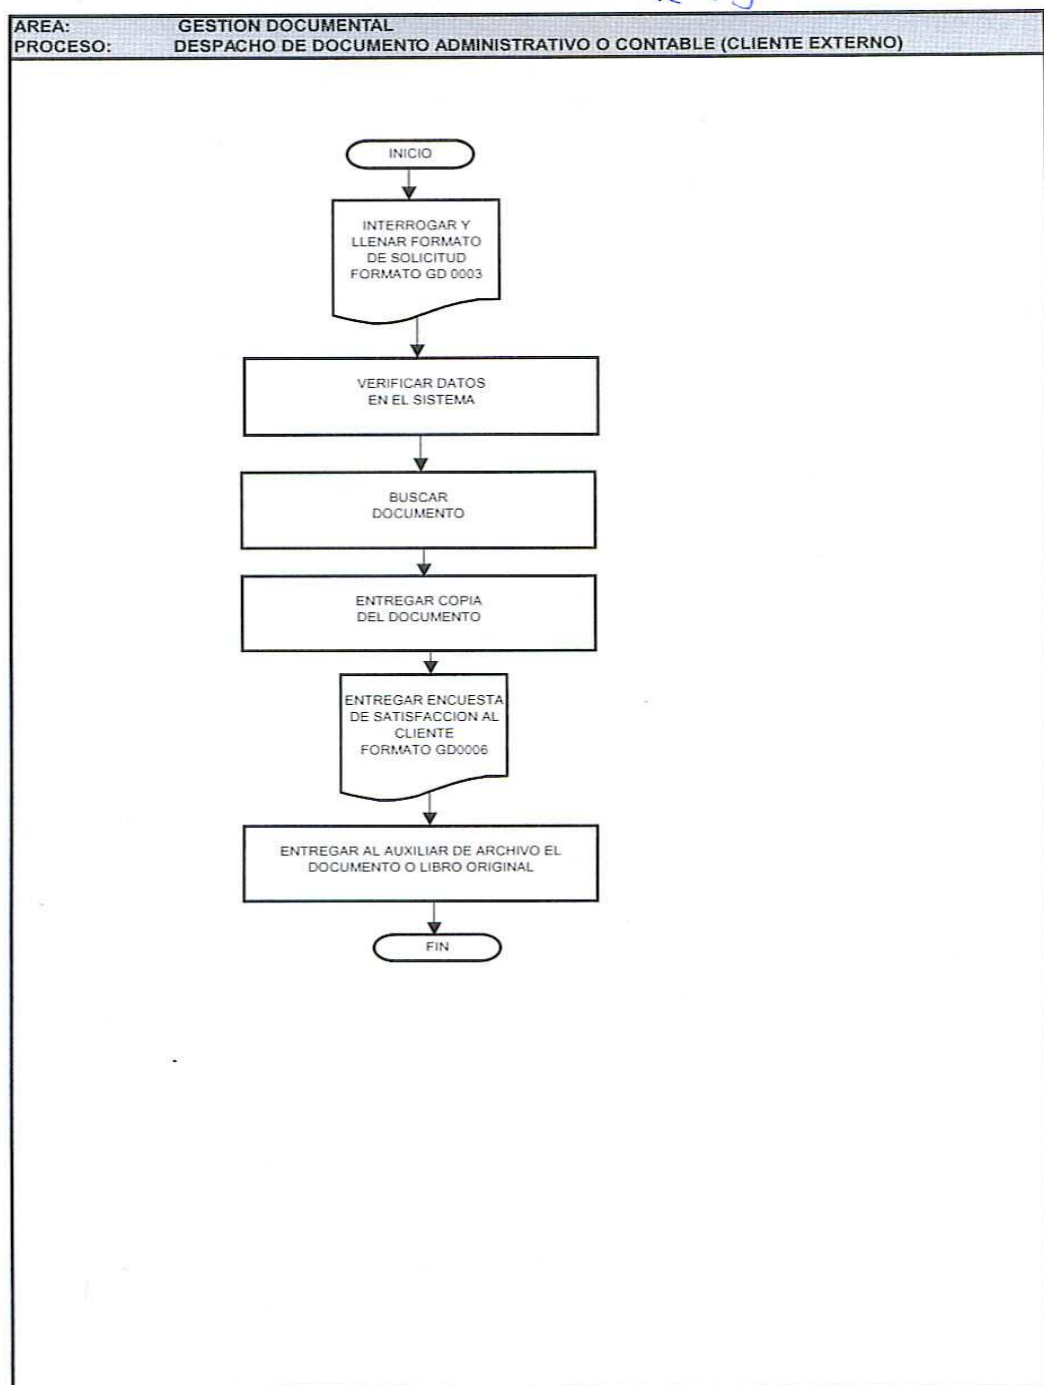 AREA: GESTION DOCUMENTAL
PROCESO: DESPACHO DE DOCUMENTO ADMINISTRATIVO O CONTABLE (CLIENTE EXTERNO)
INICIO
INTERROGAR Y
LLENAR FORMATO
DE SOLICITUD
FORMATO GD 0003
VERIFICAR DATOS
EN EL SISTEMA
BUSCAR
DOCUMENTO
ENTREGAR COPIA
DEL DOCUMENTO
ENTREGAR ENCUESTA
DE SATISFACCION AL
CLIENTE
FORMATO GD0006
ENTREGAR AL AUXILIAR DE ARCHIVO EL
DOCUMENTO O LIBRO ORIGINAL
FIN